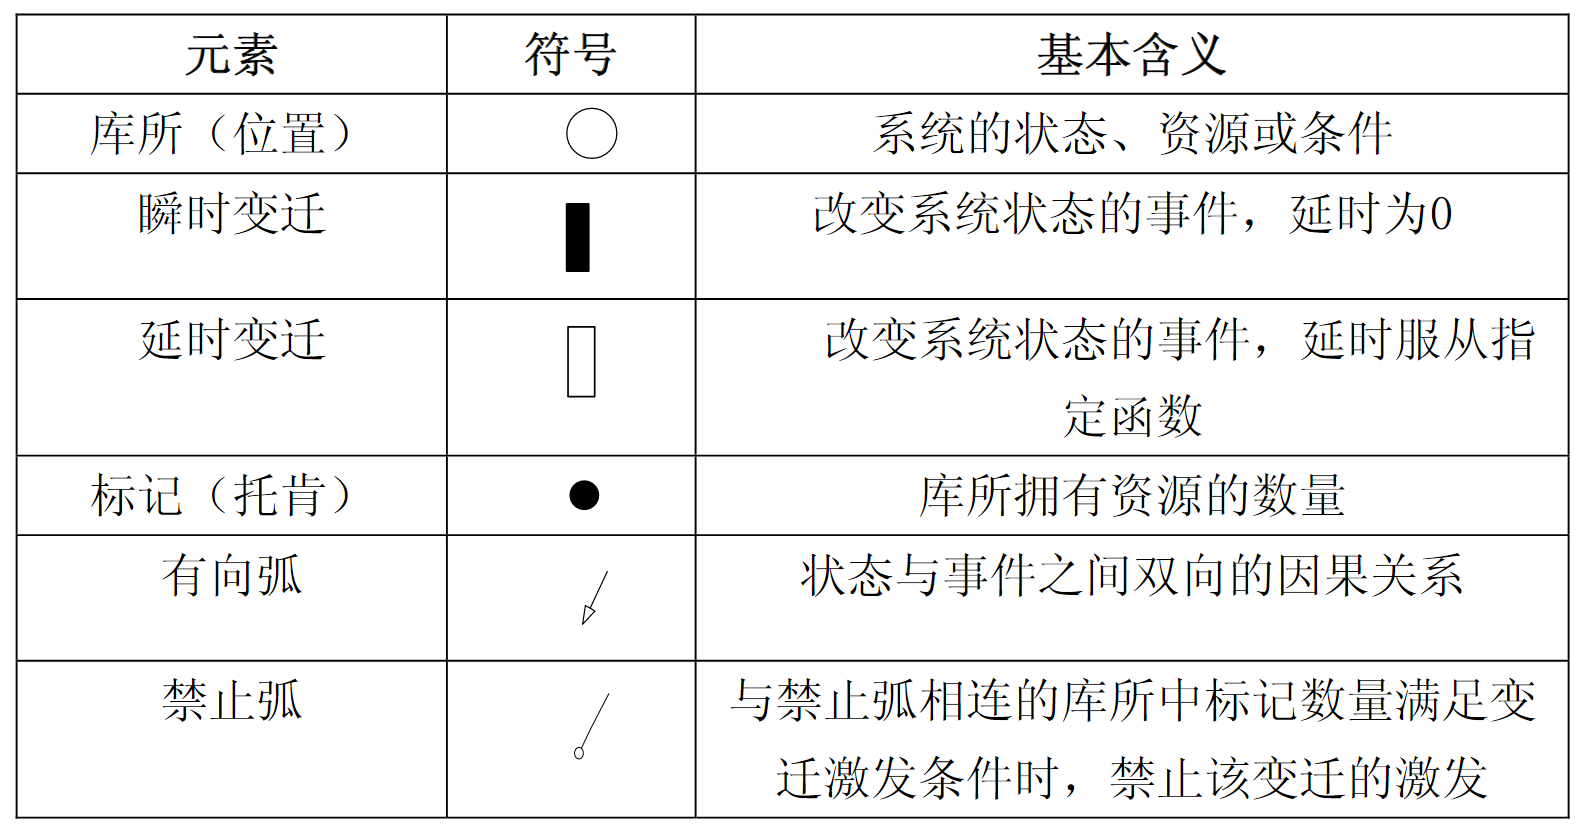 元素 符号 基本含义
库所（位置） 系统的状态、资源或条件
瞬时变迁 改变系统状态的事件，延时为0
延时变迁 改变系统状态的事件，延时服从指
定函数
标记（托肯） 库所拥有资源的数量
有向弧 状态与事件之间双向的因果关系
禁止弧 与禁止弧相连的库所中标记数量满足变
迁激发条件时，禁止该变迁的激发